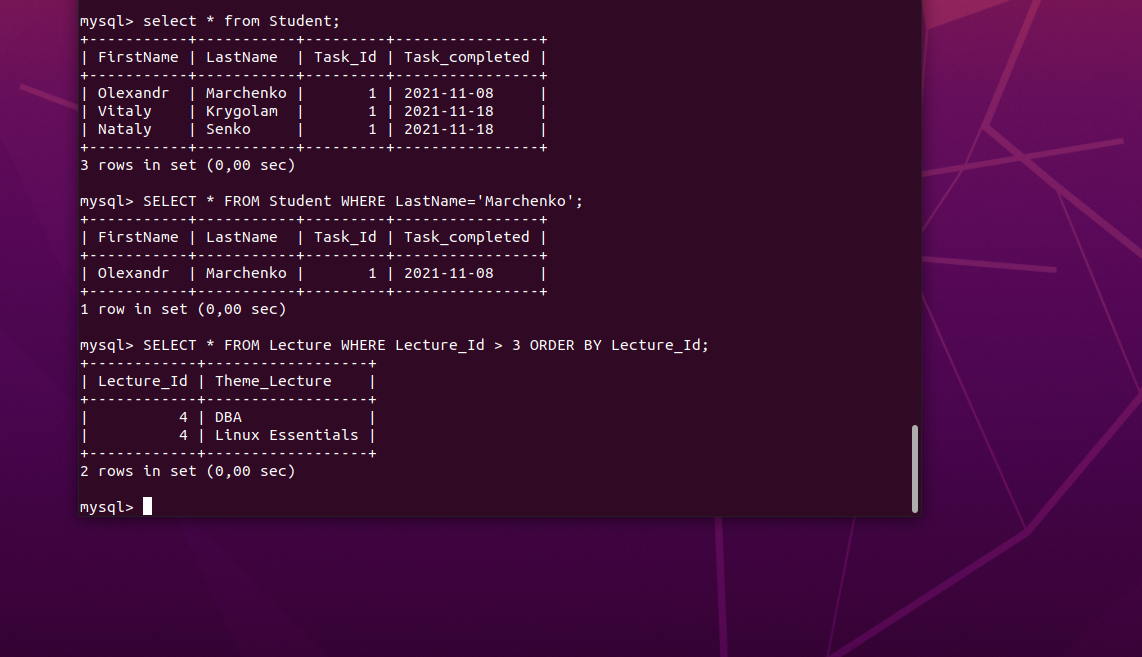 mysql> select * from Student;
+-----------+-----------+---------+----------------+
| FirstName | LastName  | Task_Id | Task_completed |
+-----------+-----------+---------+----------------+
| Olexandr  | Marchenko |       1 | 2021-11-08     |
| Vitaly    | Krygolam  |       1 | 2021-11-18     |
| Nataly    | Senko     |       1 | 2021-11-18     |
+-----------+-----------+---------+----------------+
3 rows in set (0,00 sec)
mysql> SELECT * FROM Student WHERE LastName='Marchenko';
+-----------+-----------+---------+----------------+
| FirstName | LastName  | Task_Id | Task_completed |
+-----------+-----------+---------+----------------+
| Olexandr  | Marchenko |       1 | 2021-11-08     |
+-----------+-----------+---------+----------------+
1 row in set (0,00 sec)
mysql> SELECT * FROM Lecture WHERE Lecture_Id > 3 ORDER BY Lecture_Id;
+------------+------------------+
| Lecture_Id | Theme_Lecture    |
+------------+------------------+
|          4 | DBA              |
|          4 | Linux Essentials |
+------------+------------------+
2 rows in set (0,00 sec)
mysql>